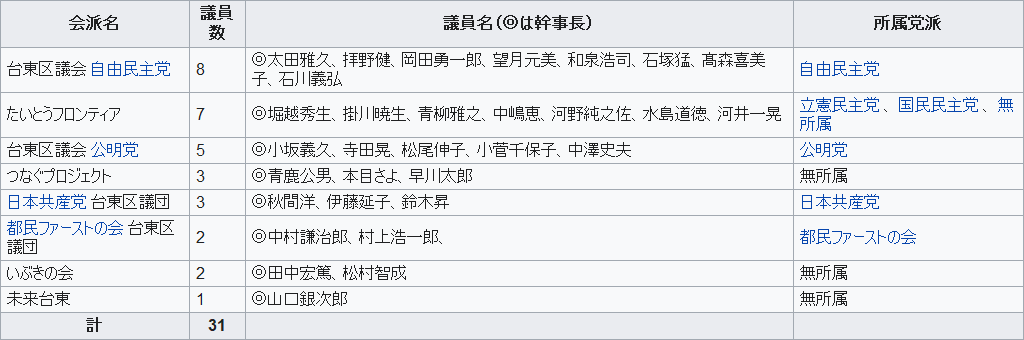 会派名 議員数 議員名(◎は幹事長) 所属党派
台東区議会 自由民主党 8 ◎太田雅久、拝野健、岡田勇一郎、望月元美、和泉浩司、石塚猛、髙森喜美子、石川義弘 自由民主党
たいとうフロンティア 7 ◎堀越秀生、掛川暁生、青柳雅之、中嶋恵、河野純之佐、水島道徳、河井一晃 立憲民主党、国民民主党、無所属
台東区議会 公明党 5 ◎小坂義久、寺田晃、松尾伸子、小菅千保子、中澤史夫 公明党
つなぐプロジェクト 3 ◎青鹿公男、本目さよ、早川太郎 無所属
日本共産党 台東区議団 3 ◎秋間洋、伊藤延子、鈴木昇 日本共産党
都民ファーストの会 台東区議団 2 ◎中村謙治郎、村上浩一郎、 都民ファーストの会
いぶきの会 2 ◎田中宏篤、松村智成 無所属
未来台東 1 ◎山口銀次郎 無所属
計 31